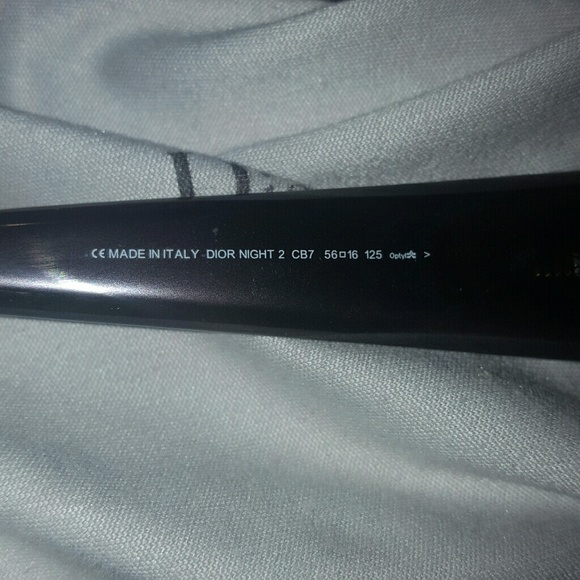 CE MADE IN ITALY DIOR NIGHT 2 CB7 56□16 125 Optyl >